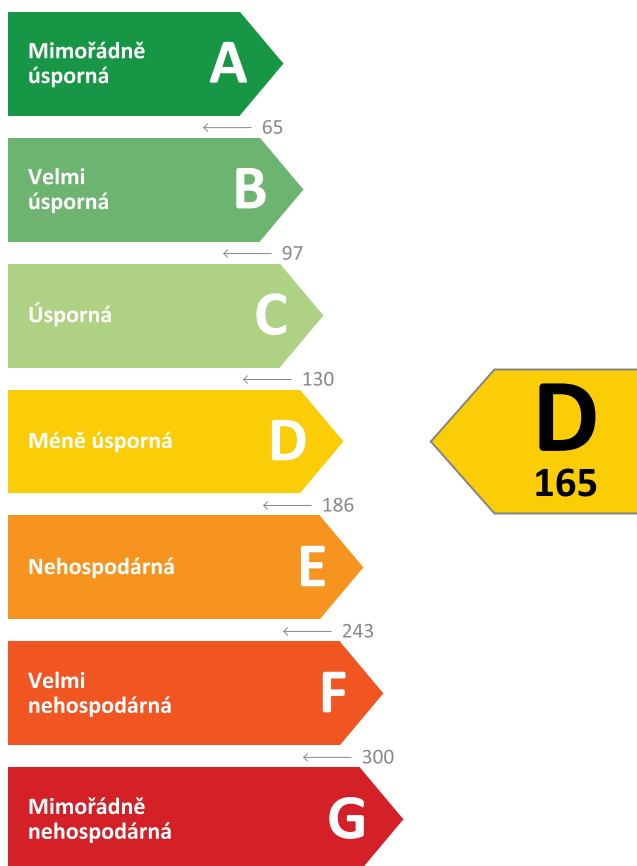 Mimořádně
úsporná
A
65
Velmi
úsporná
B
97
Úsporná
C
130
Méně úsporná
D
D
165
186
Nehospodárná
E
243
Velmi
nehospodárná
F
300
Mimořádně
nehospodárná
G